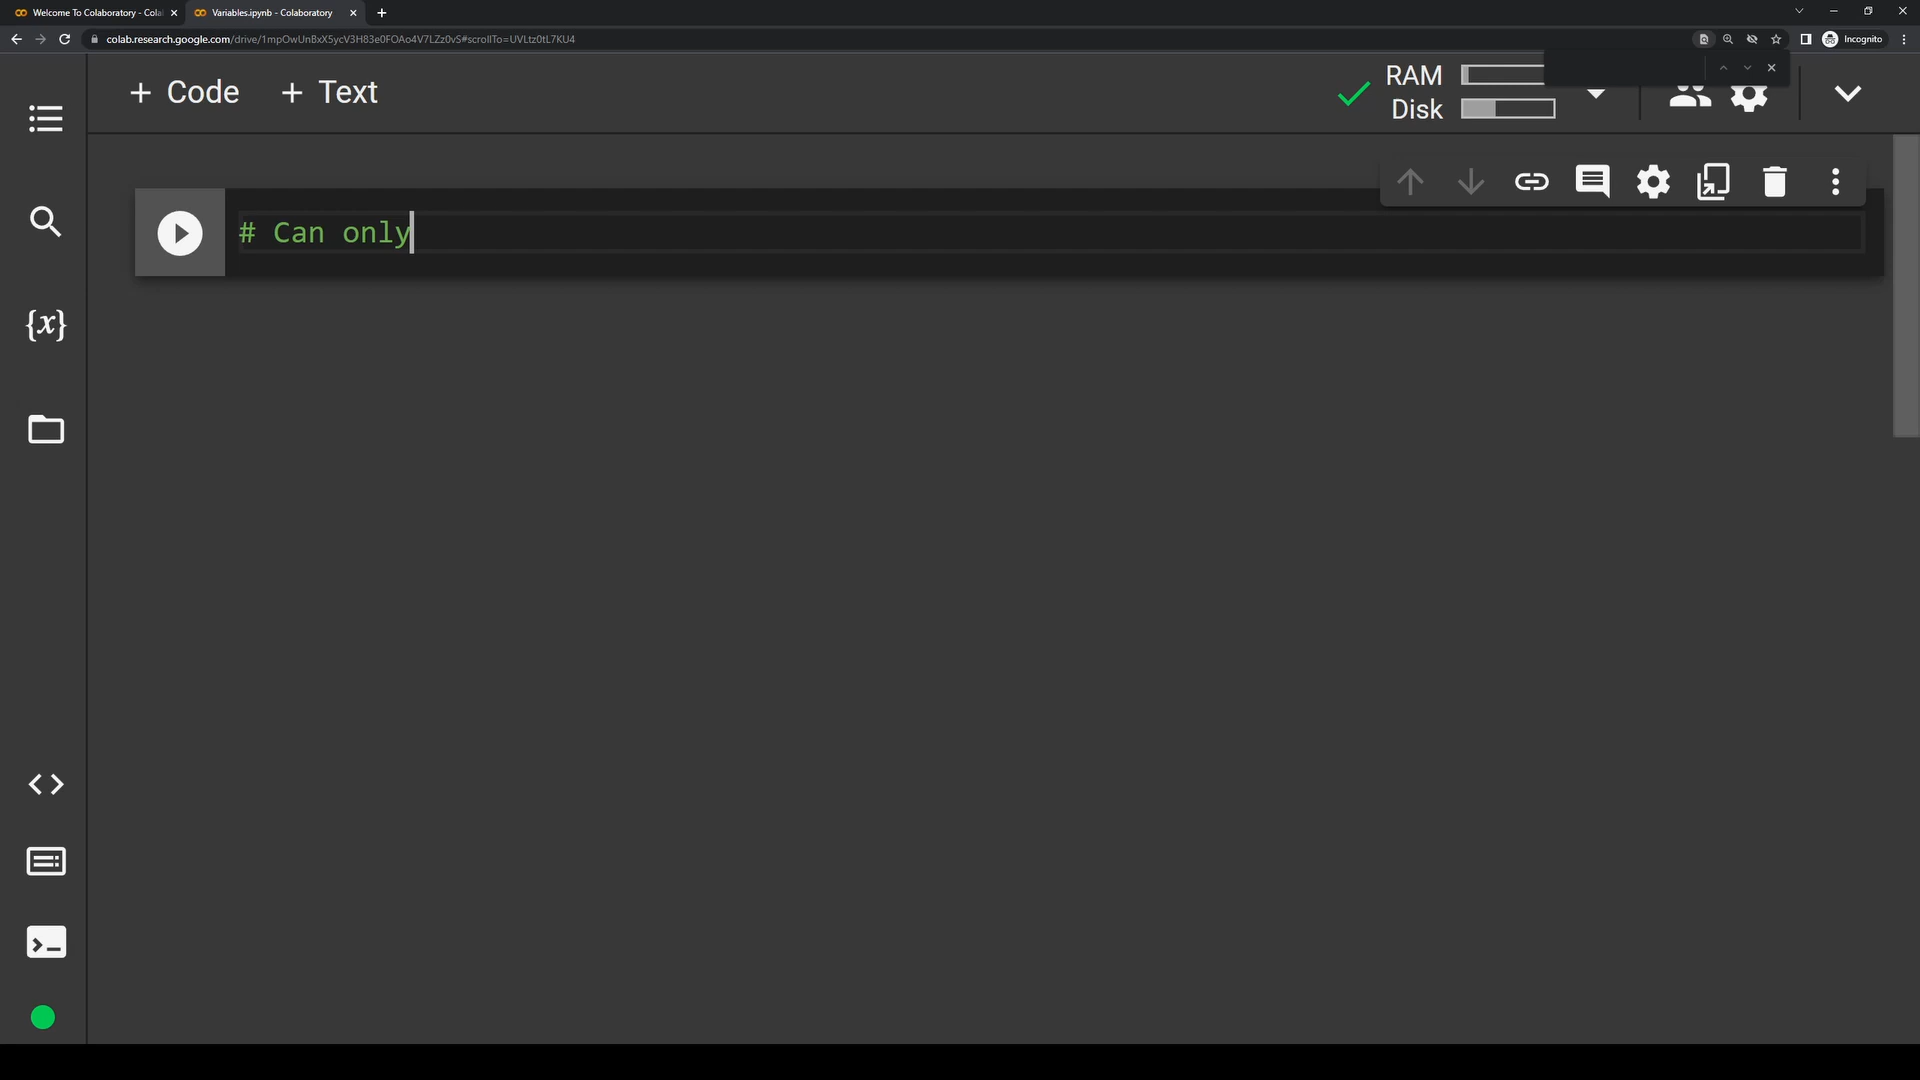 Welcome To Colaboratory - Cola
Variables.ipynb - Colaboratory
colab.research.google.com/drive/1mpOwUnBxX5ycV3H83e0FOAo4V7LZz0vS#scrollTo=UVLtz0tL7KU4
Incognito
+ Code + Text
RAM
Disk
# Can only
{x}